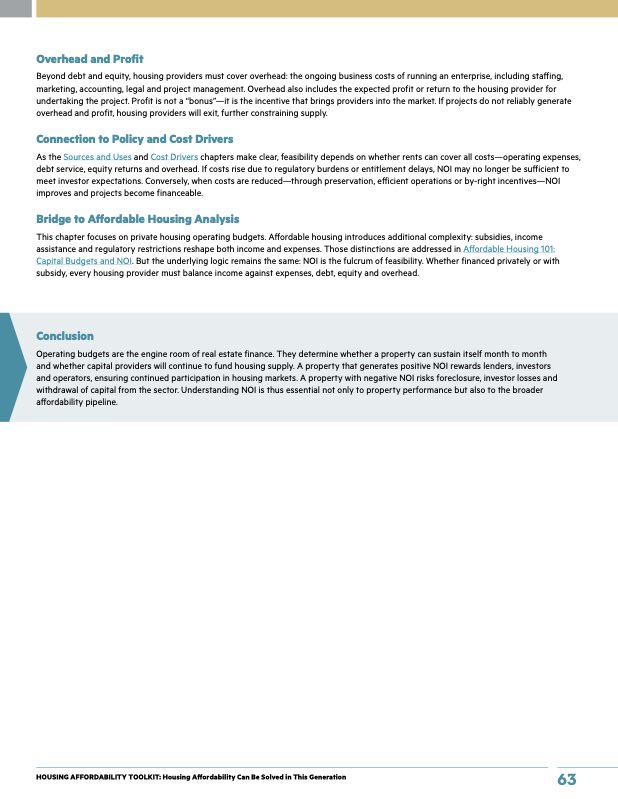 Overhead and Profit
Beyond debt and equity, housing providers must cover overhead: the ongoing business costs of running an enterprise, including staffing,
marketing, accounting, legal and project management. Overhead also includes the expected profit or return to the housing provider for
undertaking the project. Profit is not a “bonus”—it is the incentive that brings providers into the market. If projects do not reliably generate
overhead and profit, housing providers will exit, further constraining supply.
Connection to Policy and Cost Drivers
As the Sources and Uses and Cost Drivers chapters make clear, feasibility depends on whether rents can cover all costs—operating expenses,
debt service, equity returns and overhead. If costs rise due to regulatory burdens or entitlement delays, NOI may no longer be sufficient to
meet investor expectations. Conversely, when costs are reduced—through preservation, efficient operations or by-right incentives—NOI
improves and projects become financeable.
Bridge to Affordable Housing Analysis
This chapter focuses on private housing operating budgets. Affordable housing introduces additional complexity: subsidies, income
assistance and regulatory restrictions reshape both income and expenses. Those distinctions are addressed in Affordable Housing 101:
Capital Budgets and NOI. But the underlying logic remains the same: NOI is the fulcrum of feasibility. Whether financed privately or with
subsidy, every housing provider must balance income against expenses, debt, equity and overhead.
Conclusion
Operating budgets are the engine room of real estate finance. They determine whether a property can sustain itself month to month
and whether capital providers will continue to fund housing supply. A property that generates positive NOI rewards lenders, investors
and operators, ensuring continued participation in housing markets. A property with negative NOI risks foreclosure, investor losses and
withdrawal of capital from the sector. Understanding NOI is thus essential not only to property performance but also to the broader
affordability pipeline.
HOUSING AFFORDABILITY TOOLKIT: Housing Affordability Can Be Solved in This Generation
63